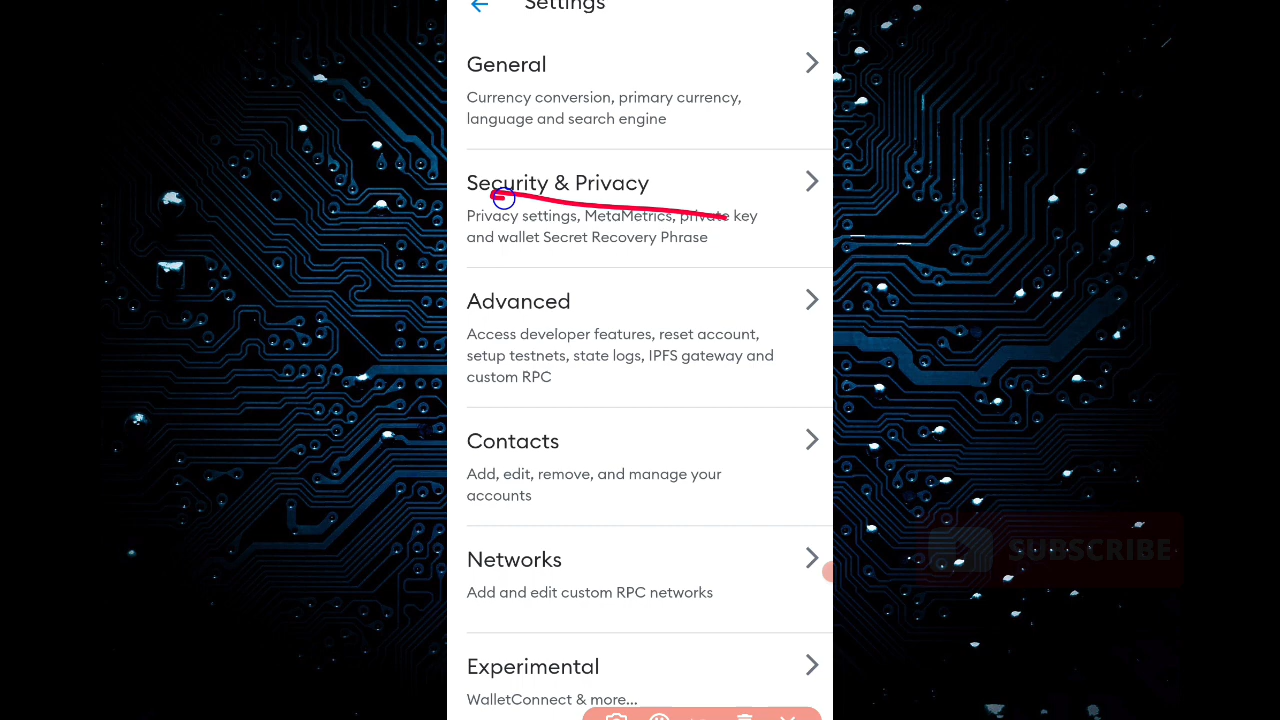 Settings
General
Currency conversion, primary currency,
language and search engine
Security & Privacy
Privacy settings, MetaMetrics, private key
and wallet Secret Recovery Phrase
Advanced
Access developer features, reset account,
setup testnets, state logs, IPFS gateway and
custom RPC
Contacts
Add, edit, remove, and manage your
accounts
Networks
Add and edit custom RPC networks
Experimental
WalletConnect & more...
SUBSCRIBE